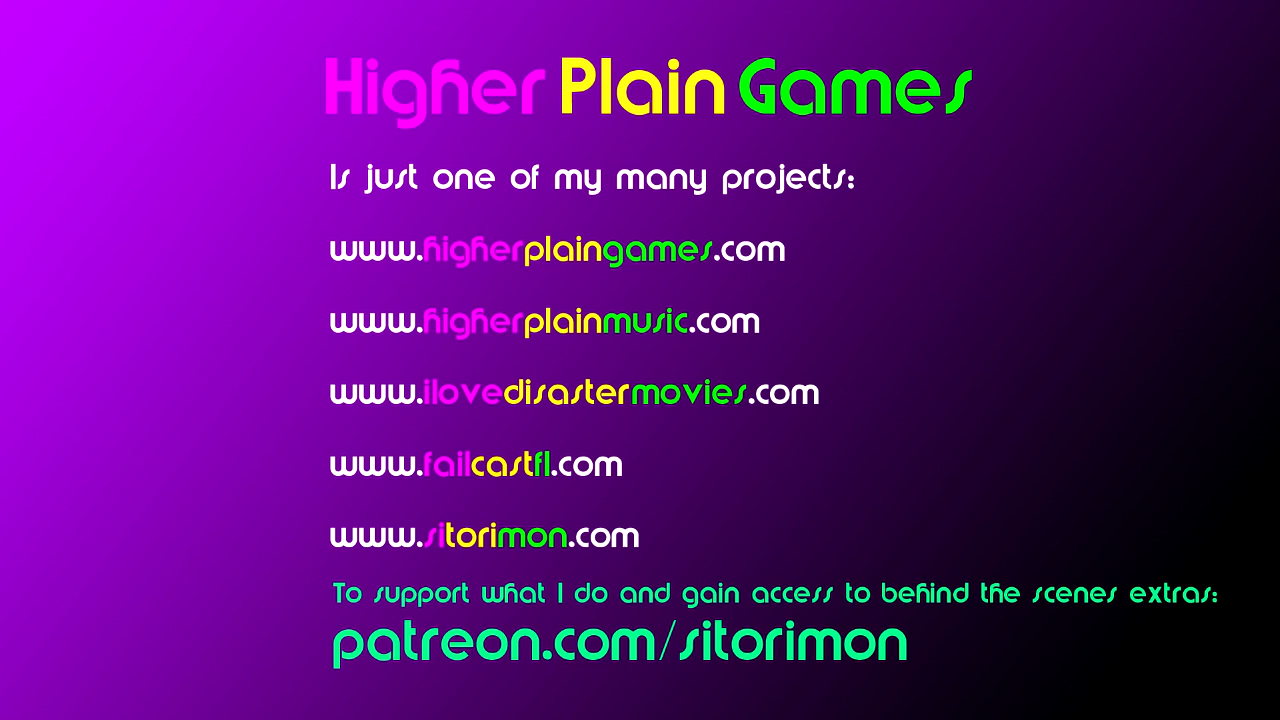 Higher Plain Games
Is just one of my many projects:
www.higherplaingames.com
www.higherplainmusic.com
www.ilovedisastermovies.com
www.failcastfl.com
www.sitorimon.com
To support what I do and gain access to behind the scenes extras:
patreon.com/sitorimon